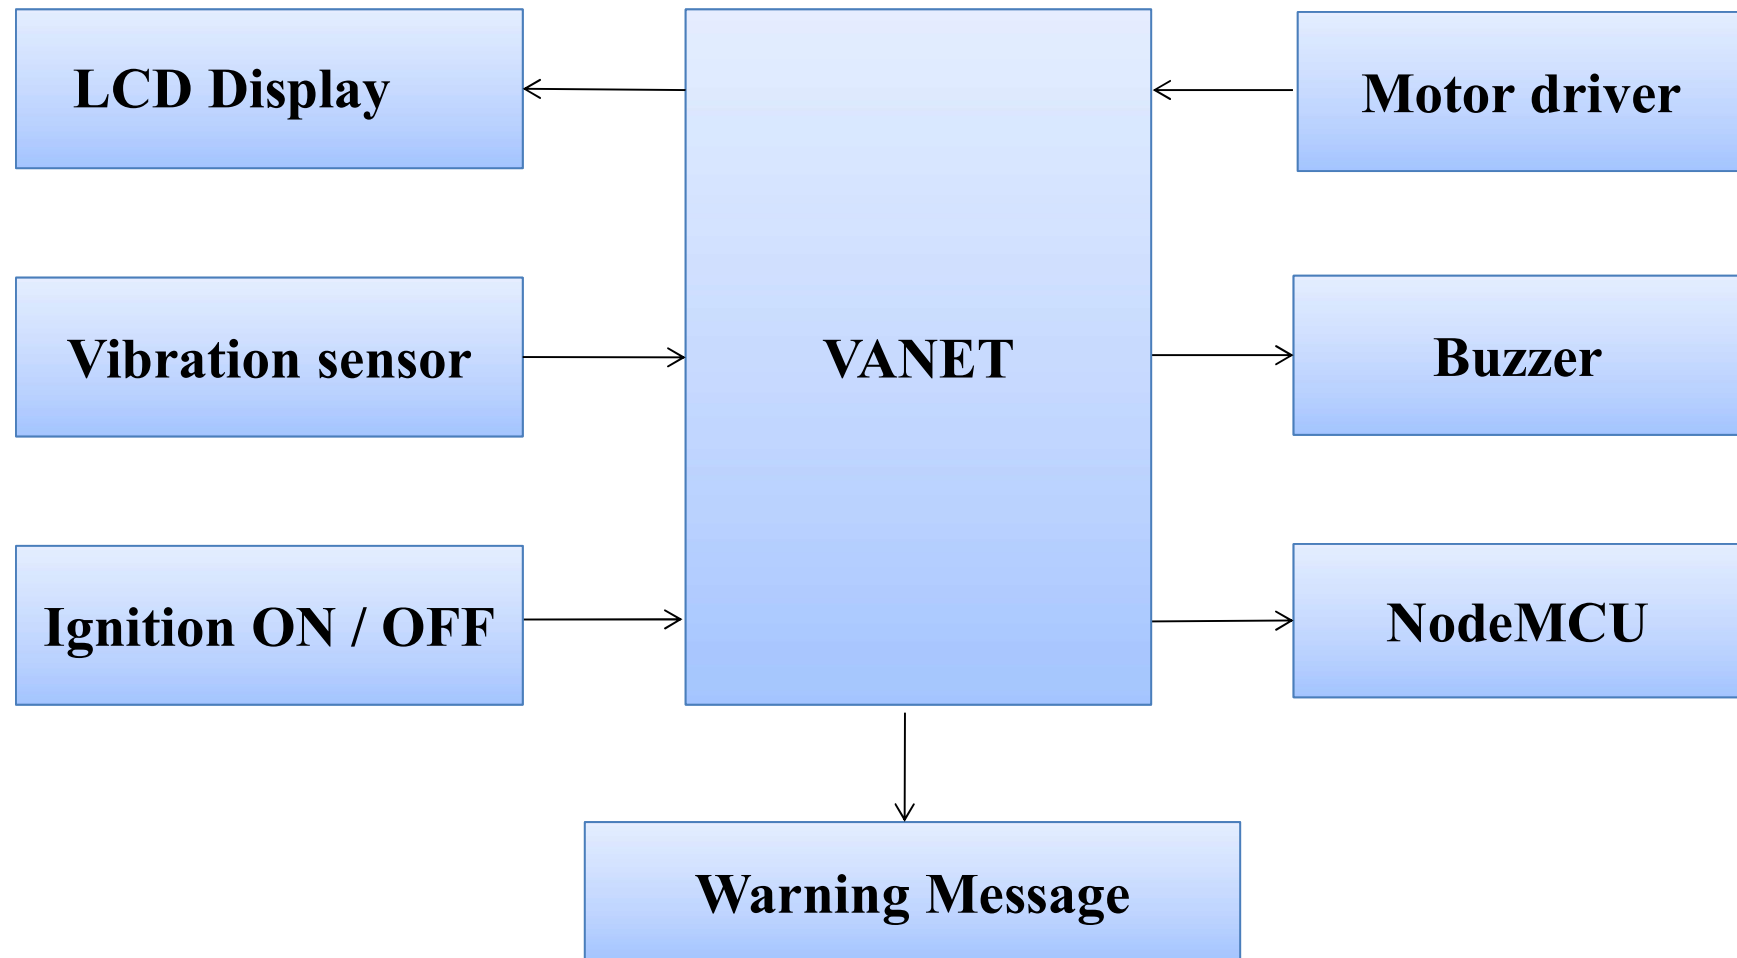 LCD Display
Motor driver
Vibration sensor
VANET
Buzzer
Ignition ON / OFF
NodeMCU
Warning Message